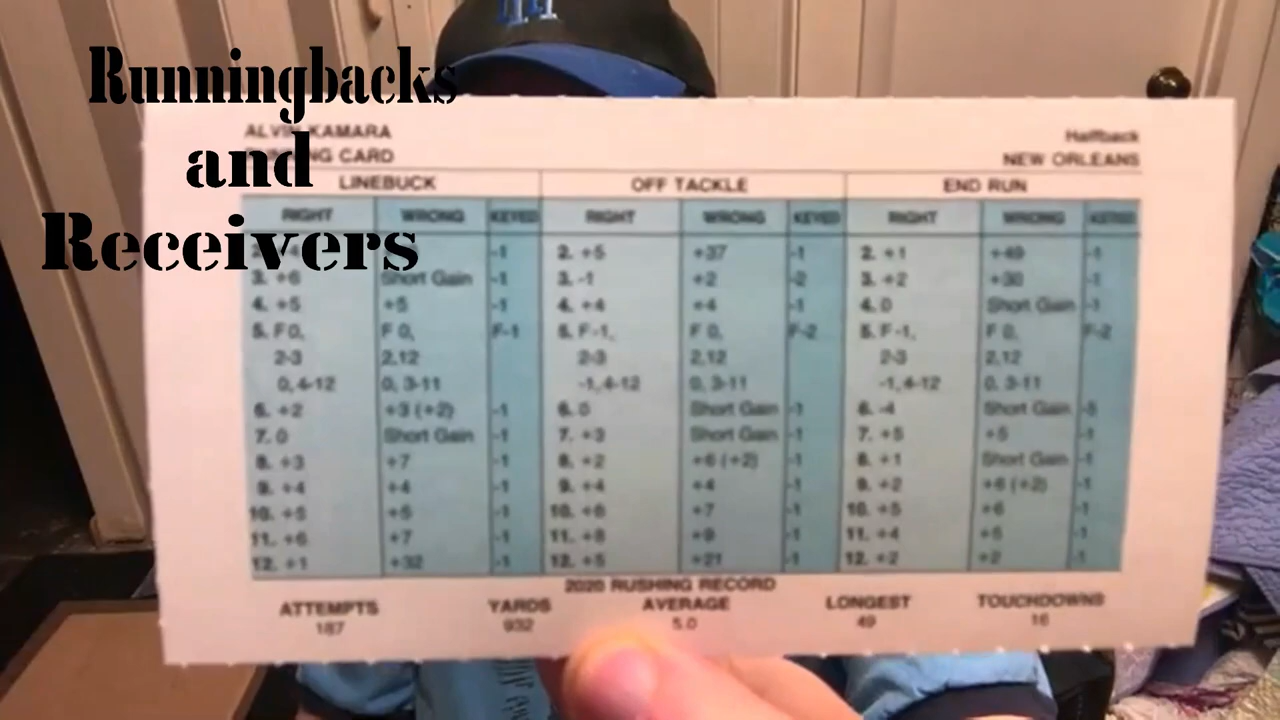 Runningbacks
and
Receivers
ALVIN KAMARA Halfback
CARD NEW ORLEANS
LINEBUCK OFF TACKLE END RUN
RIGHT WRONG KEYED RIGHT WRONG KEYED RIGHT WRONG KEYED
-1 2. +5 +37 -1 2. +1 +49 -1
3. +6 Short Gain -1 3. -1 +2 -2 3. +2 +30 -1
4. +5 +5 -1 4. +4 +4 -1 4. 0 Short Gain -1
5. F 0, F 0, F-1 5. F-1, F 0, F-2 5. F-1, F 0, F-2
2-3 2,12 2-3 2,12 2-3 2,12
0, 4-12 0, 3-11 -1, 4-12 0, 3-11 -1, 4-12 0, 3-11
6. +2 +3 (+2) -1 6. 0 Short Gain -1 6. -4 Short Gain -5
7. 0 Short Gain -1 7. +3 Short Gain -1 7. +5 +5 -1
8. +3 +7 -1 8. +2 +6 (+2) -1 8. +1 Short Gain -1
9. +4 +4 -1 9. +4 +4 -1 9. +2 +6 (+2) -1
10. +5 +6 -1 10. +6 +7 -1 10. +5 +6 -1
11. +6 +7 -1 11. +8 +9 -1 11. +4 +5 -1
12. +1 +32 -1 12. +5 +21 -1 12. +2 +2 -1
2020 RUSHING RECORD
ATTEMPTS YARDS AVERAGE LONGEST TOUCHDOWNS
187 932 5.0 49 16